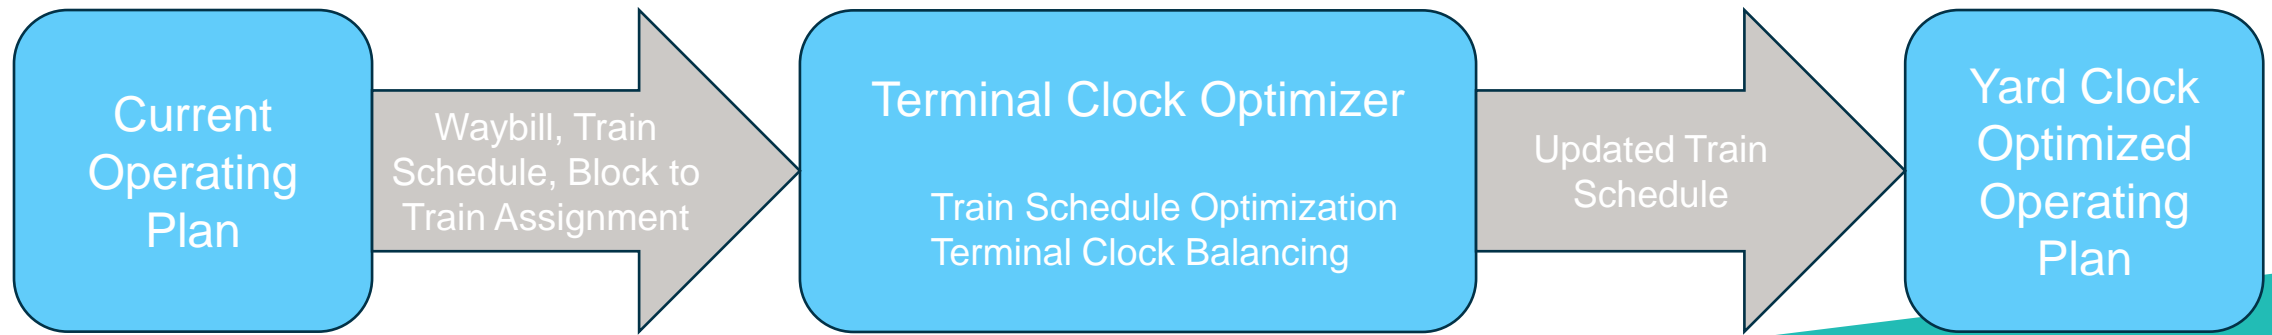 Current
Operating
Plan
Waybill, Train
Schedule, Block to
Train Assignment
Terminal Clock Optimizer
Train Schedule Optimization
Terminal Clock Balancing
Updated Train
Schedule
Yard Clock
Optimized
Operating
Plan